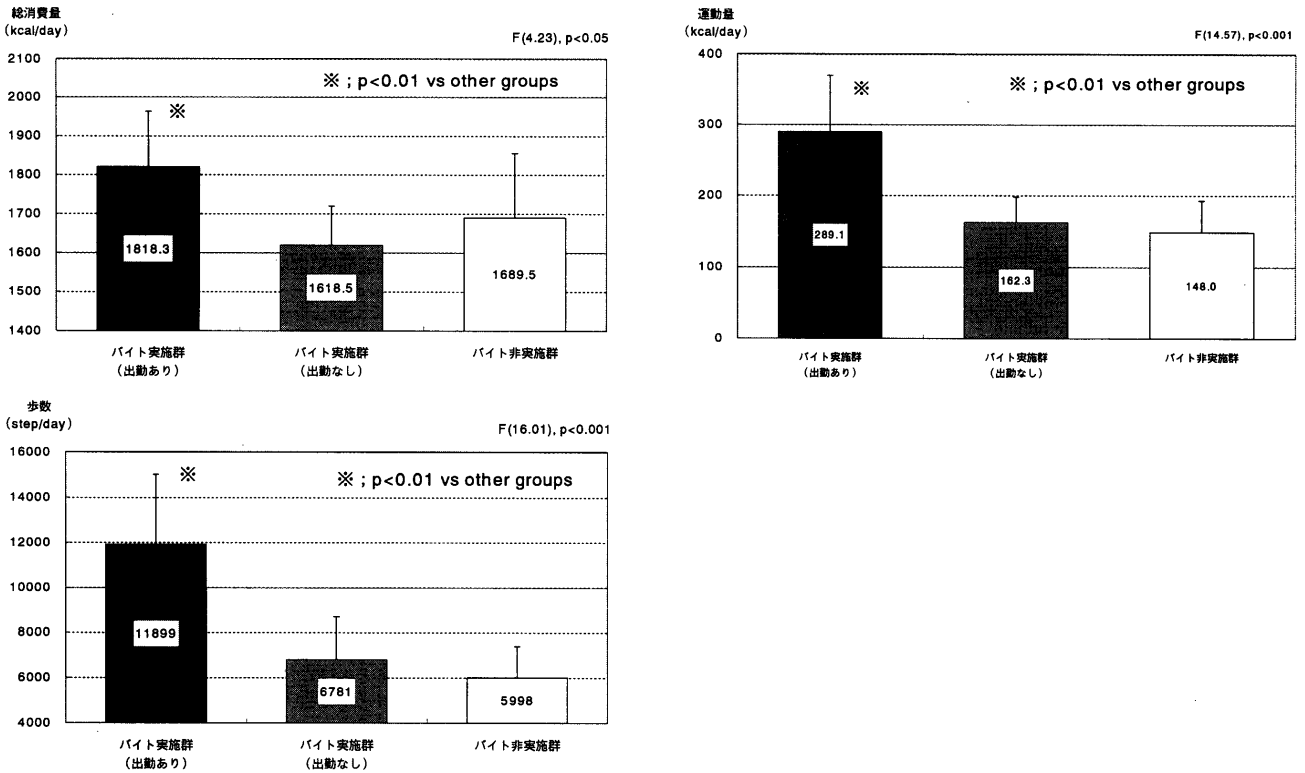 総消費量
(kcal/day)
F(4.23), p<0.05
2100
2000
1900
1800
1700
1600
1500
1400
※ ; p<0.01 vs other groups
※
1818.3
1618.5
1689.5
バイト実施群
(出勤あり)
バイト実施群
(出勤なし)
バイト非実施群
運動量
(kcal/day)
F(14.57), p<0.001
400
300
200
100
0
※ ; p<0.01 vs other groups
※
289.1
162.3
148.0
バイト実施群
(出勤あり)
バイト実施群
(出勤なし)
バイト非実施群
歩数
(step/day)
F(16.01), p<0.001
16000
14000
12000
10000
8000
6000
4000
※
※ ; p<0.01 vs other groups
11899
6781
5998
バイト実施群
(出勤あり)
バイト実施群
(出勤なし)
バイト非実施群